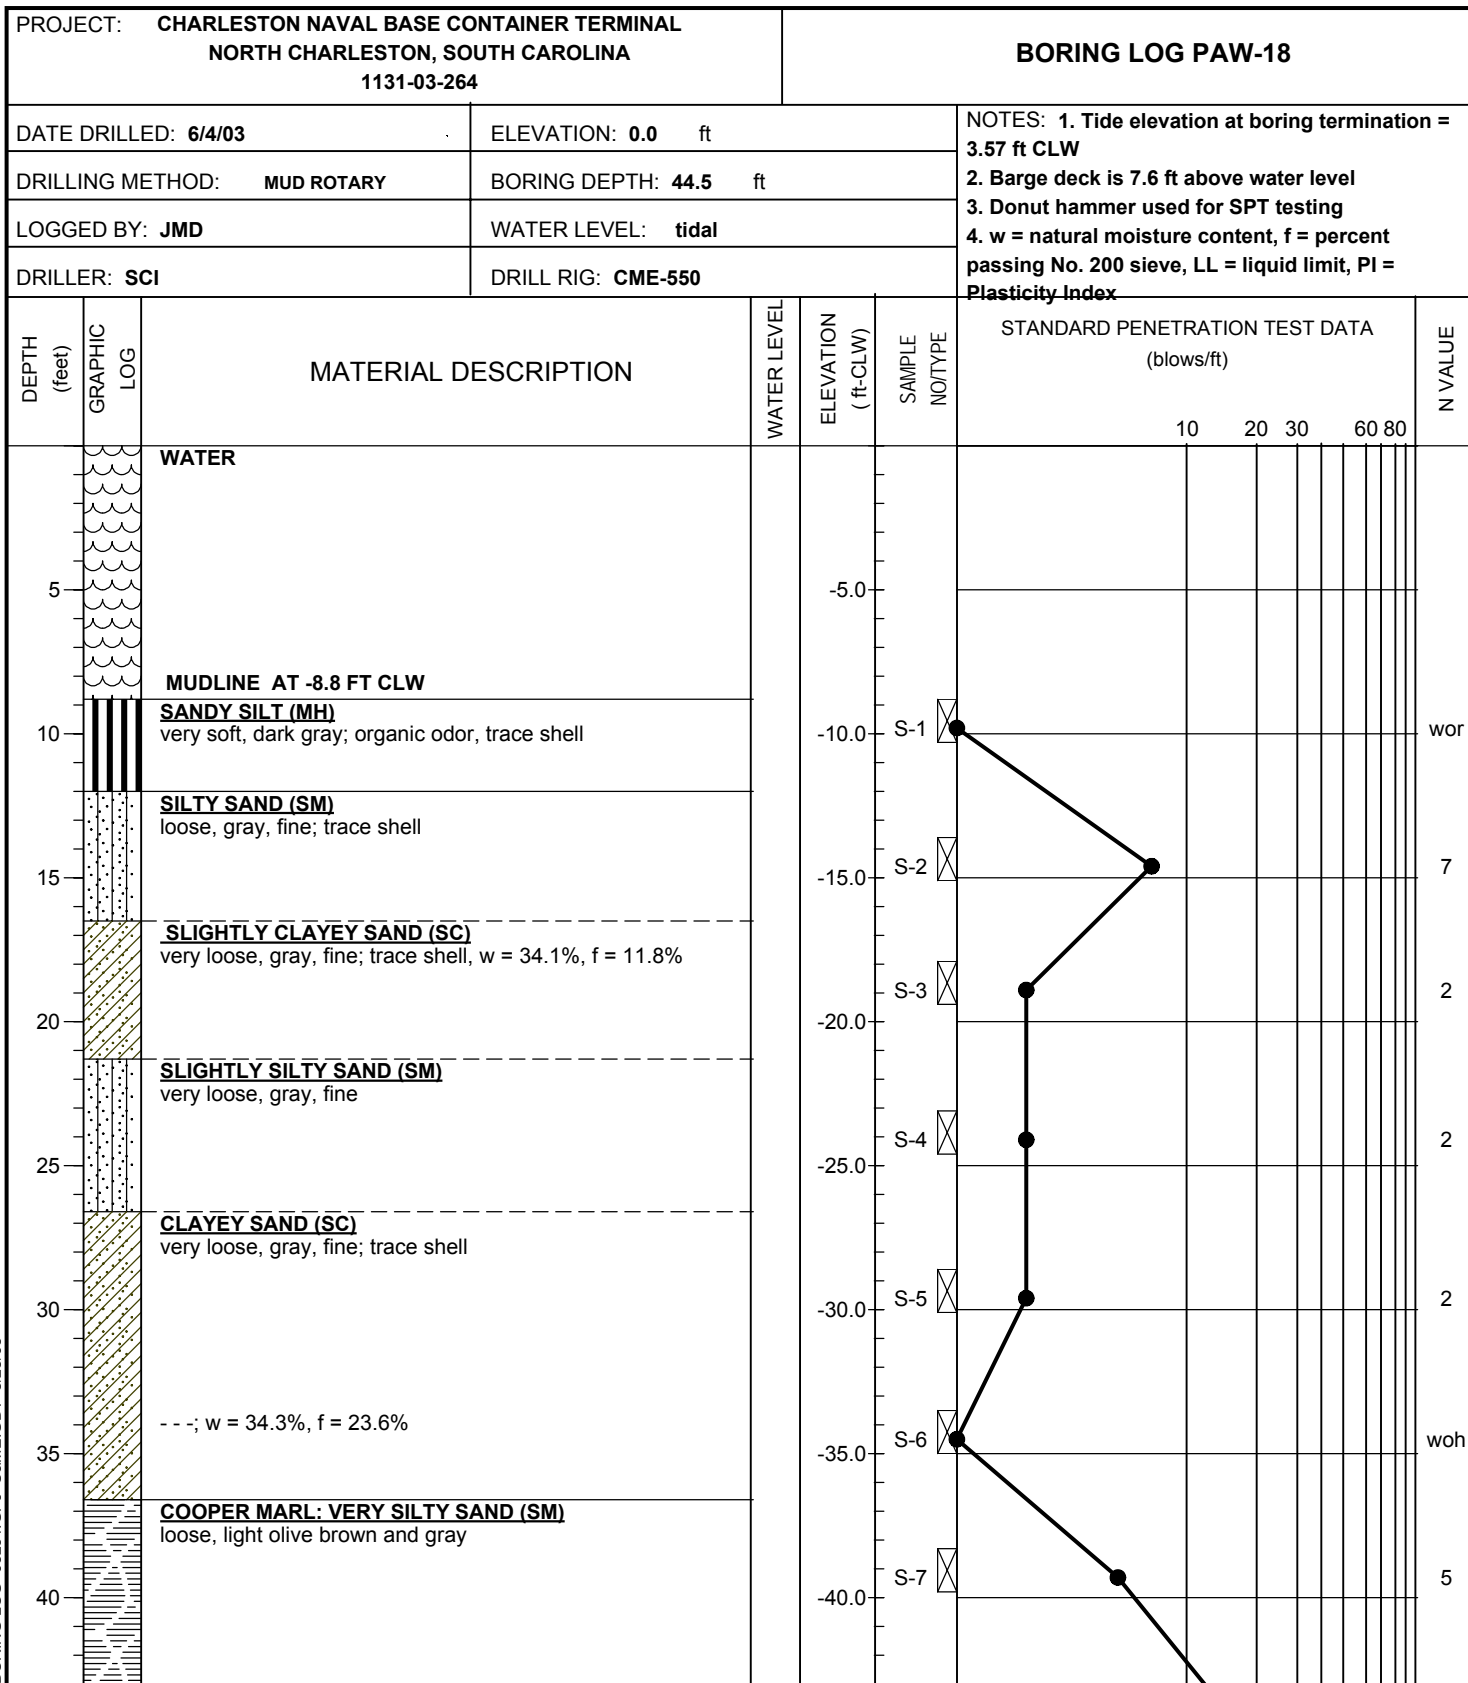 PROJECT: CHARLESTON NAVAL BASE CONTAINER TERMINAL
NORTH CHARLESTON, SOUTH CAROLINA
1131-03-264
BORING LOG PAW-18
DATE DRILLED: 6/4/03
ELEVATION: 0.0 ft
DRILLING METHOD: MUD ROTARY
BORING DEPTH: 44.5 ft
LOGGED BY: JMD
WATER LEVEL: tidal
DRILLER: SCI
DRILL RIG: CME-550
NOTES: 1. Tide elevation at boring termination =
3.57 ft CLW
2. Barge deck is 7.6 ft above water level
3. Donut hammer used for SPT testing
4. w = natural moisture content, f = percent
passing No. 200 sieve, LL = liquid limit, PI =
Plasticity Index
DEPTH
(feet)
GRAPHIC
LOG
MATERIAL DESCRIPTION
WATER LEVEL
ELEVATION
( ft-CLW)
SAMPLE
NO/TYPE
STANDARD PENETRATION TEST DATA
(blows/ft)
10 20 30 60 80
N VALUE
WATER
5 -5.0
MUDLINE AT -8.8 FT CLW
SANDY SILT (MH)
very soft, dark gray; organic odor, trace shell
10 -10.0 S-1 wor
SILTY SAND (SM)
loose, gray, fine; trace shell
15 -15.0 S-2 7
SLIGHTLY CLAYEY SAND (SC)
very loose, gray, fine; trace shell, w = 34.1%, f = 11.8%
S-3 2
20 -20.0
SLIGHTLY SILTY SAND (SM)
very loose, gray, fine
S-4 2
25 -25.0
CLAYEY SAND (SC)
very loose, gray, fine; trace shell
30 -30.0 S-5 2
- - -; w = 34.3%, f = 23.6%
35 -35.0 S-6 woh
COOPER MARL: VERY SILTY SAND (SM)
loose, light olive brown and gray
S-7 5
40 -40.0